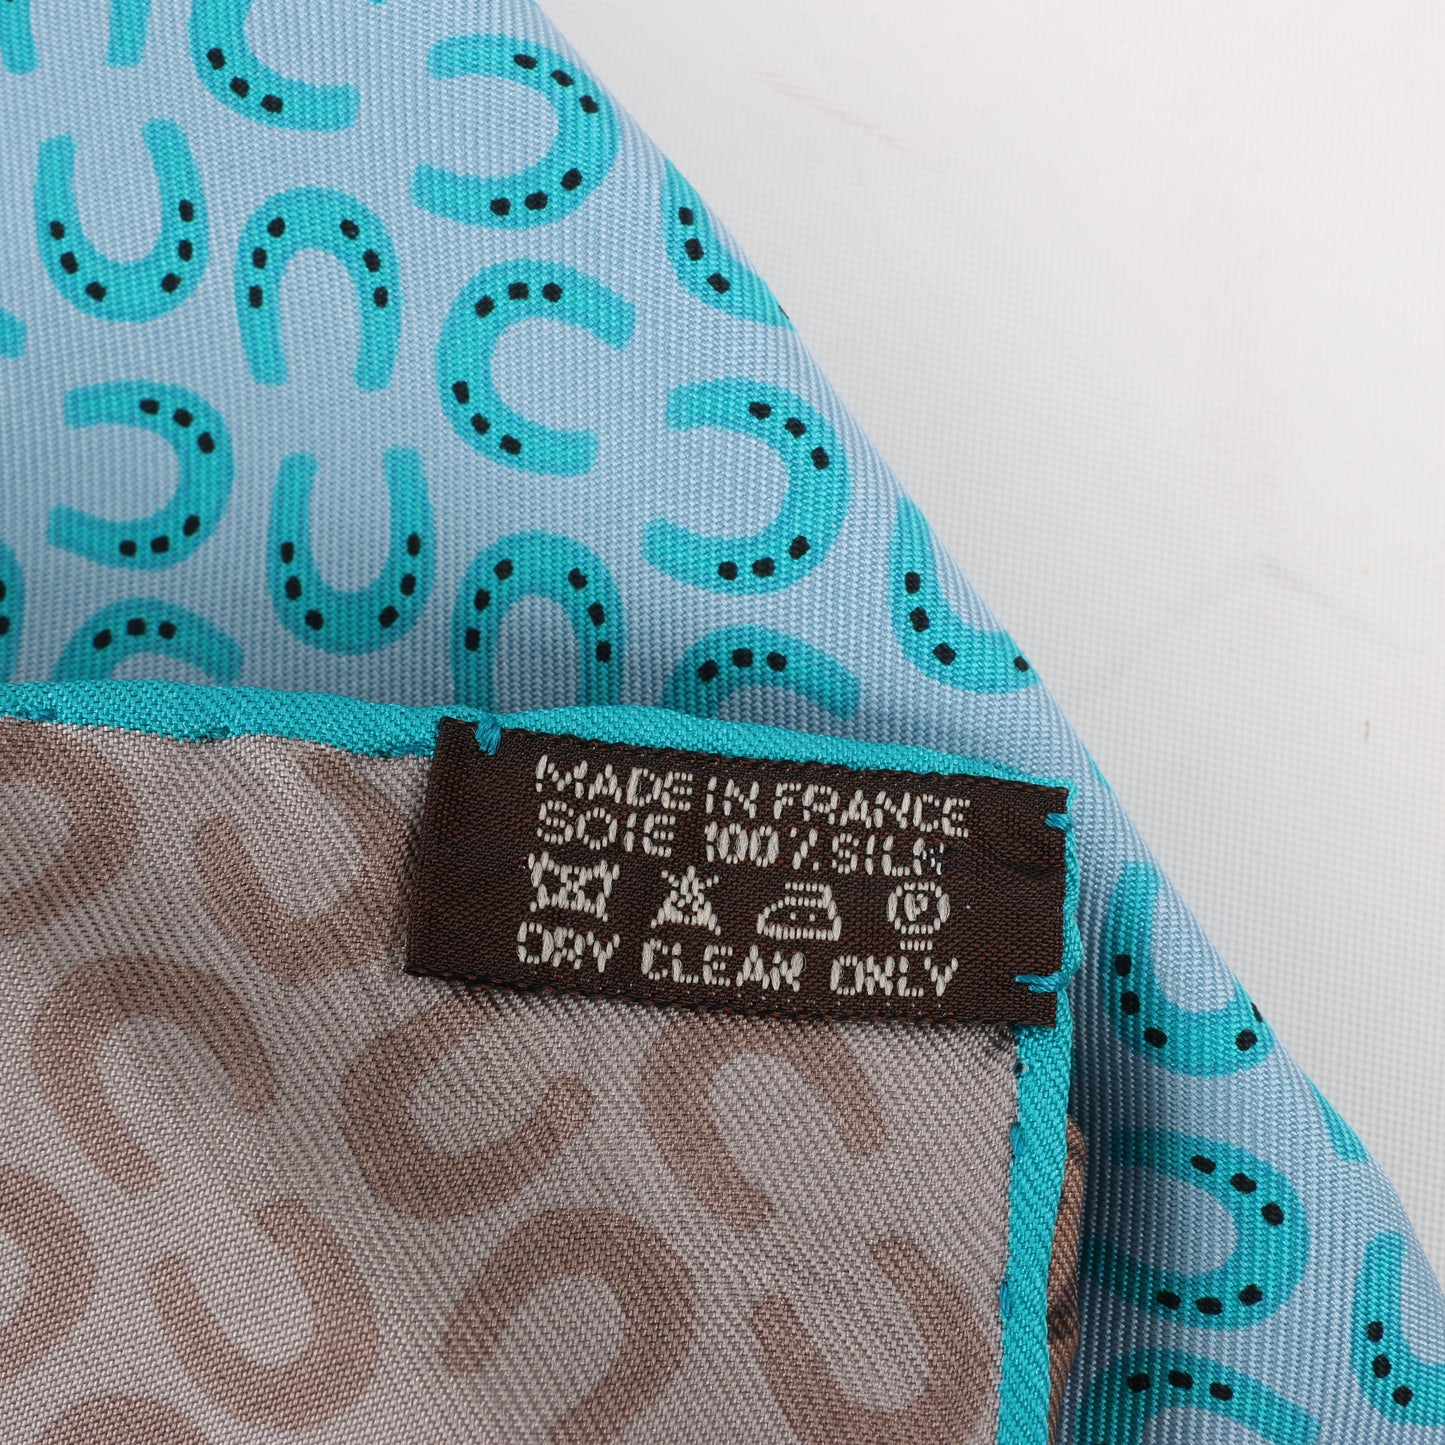 MADE IN FRANCE
SOIE 100% SILK
P
DRY CLEAN ONLY